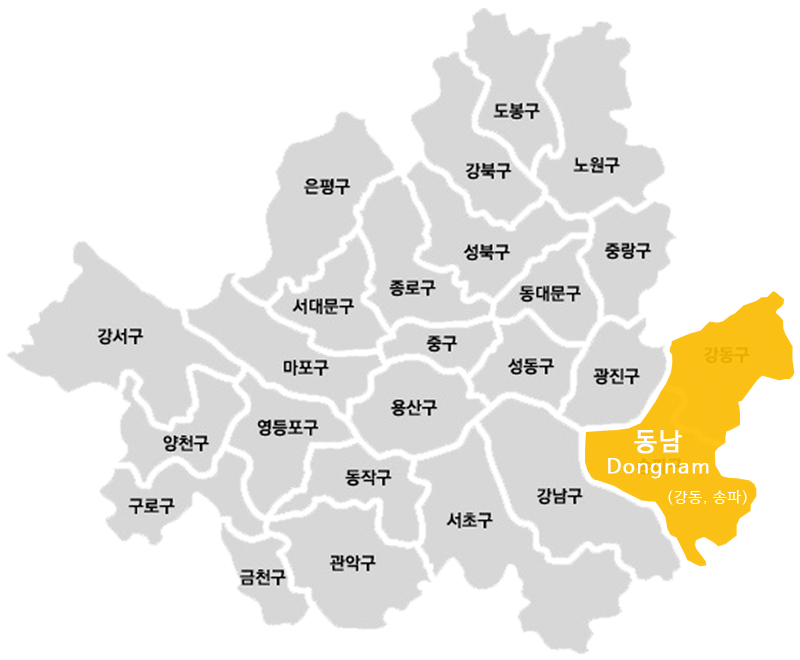 도봉구
노원구
강북구
은평구
성북구
중랑구
종로구
동대문구
서대문구
강서구
중구
강동구
마포구
성동구
광진구
용산구
영등포구
양천구
동남
Dongnam
동작구
(강동, 송파)
강남구
구로구
서초구
관악구
금천구